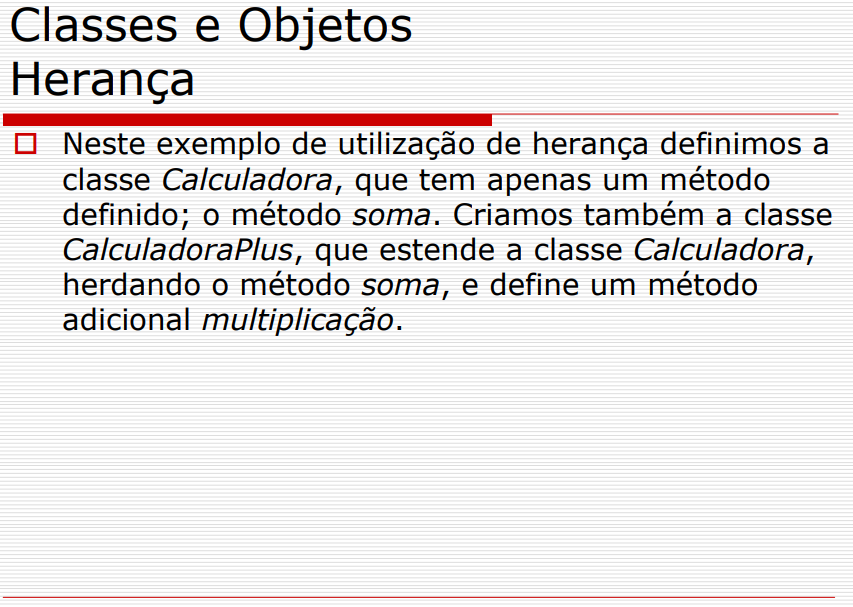 Classes e Objetos
Herança
Neste exemplo de utilização de herança definimos a
classe Calculadora, que tem apenas um método
definido; o método soma. Criamos também a classe
CalculadoraPlus, que estende a classe Calculadora,
herdando o método soma, e define um método
adicional multiplicação.